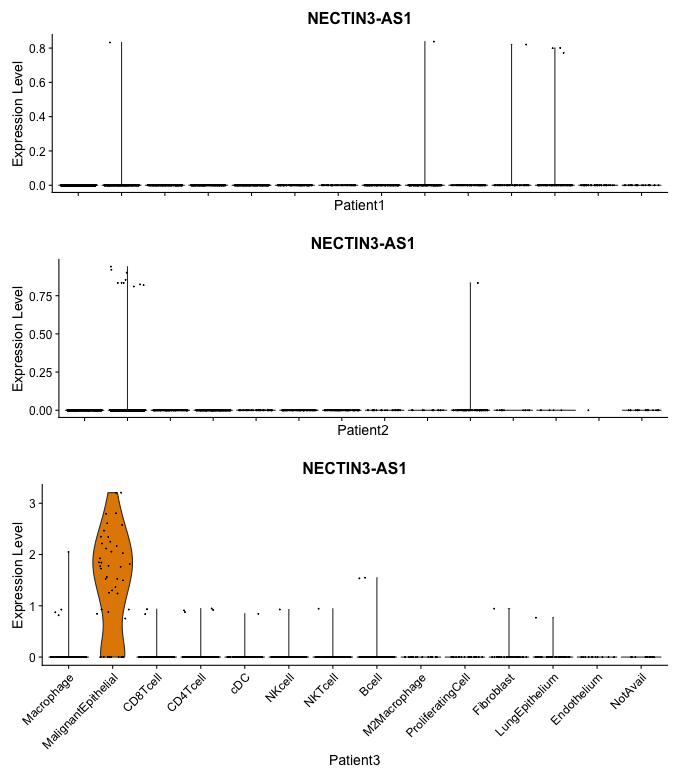 NECTIN3-AS1
Expression Level
0.8
0.6
0.4
0.2
0.0
Patient1
NECTIN3-AS1
Expression Level
0.75
0.50
0.25
0.00
Patient2
NECTIN3-AS1
Expression Level
3
2
1
0
Macrophage
MalignantEpithelial
CD8Tcell
CD4Tcell
cDC
NKcell
NKTcell
Bcell
M2Macrophage
ProliferatingCell
Fibroblast
LungEpithelium
Endothelium
NotAvail
Patient3